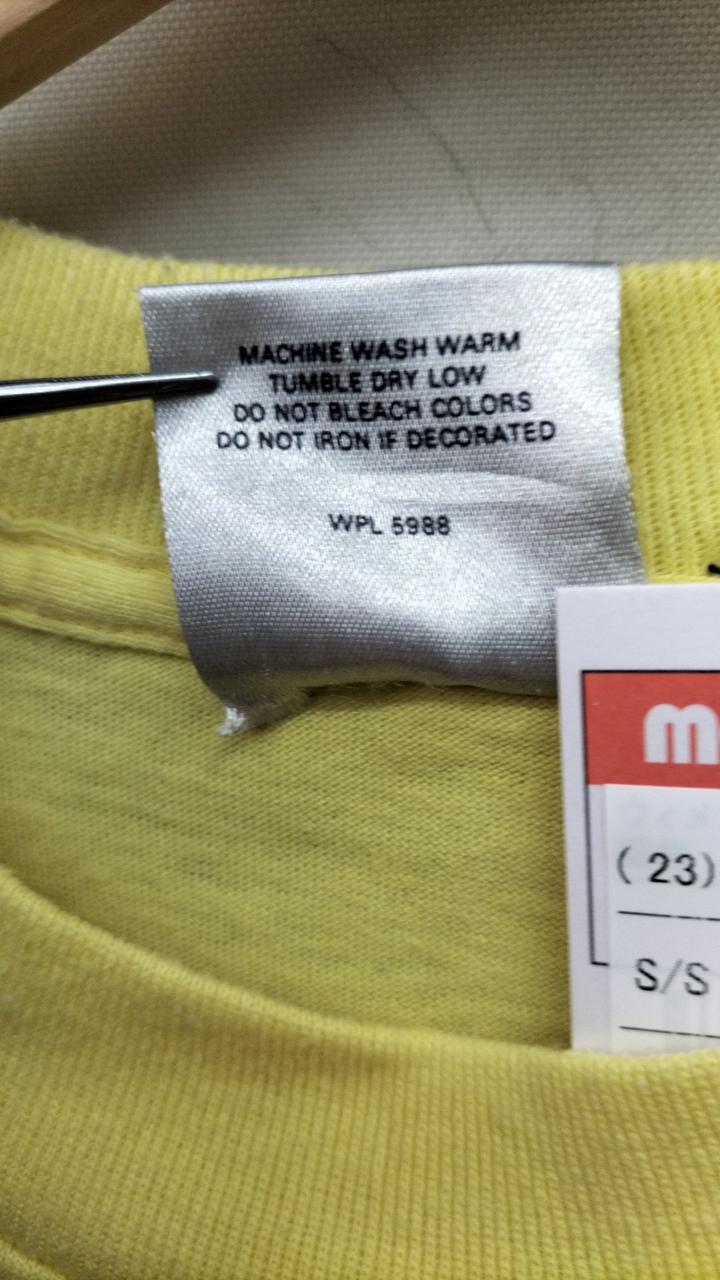 MACHINE WASH WARM
TUMBLE DRY LOW
DO NOT BLEACH COLORS
DO NOT IRON IF DECORATED
WPL 5988
m
(23)
S/S